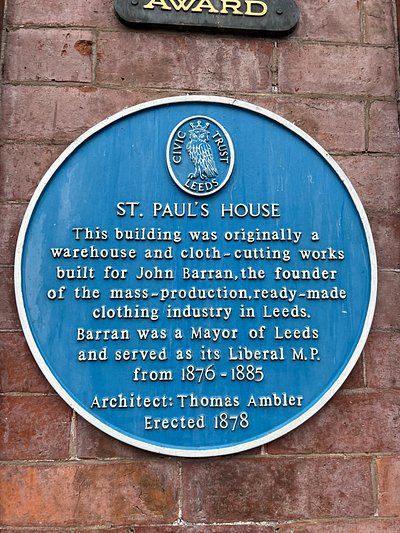 AWARD
CIVIC TRUST
LEEDS
ST. PAUL'S HOUSE
This building was originally a
warehouse and cloth-cutting works
built for John Barran, the founder
of the mass-production, ready-made
clothing industry in Leeds.
Barran was a Mayor of Leeds
and served as its Liberal M.P.
from 1876-1885
Architect: Thomas Ambler
Erected 1878